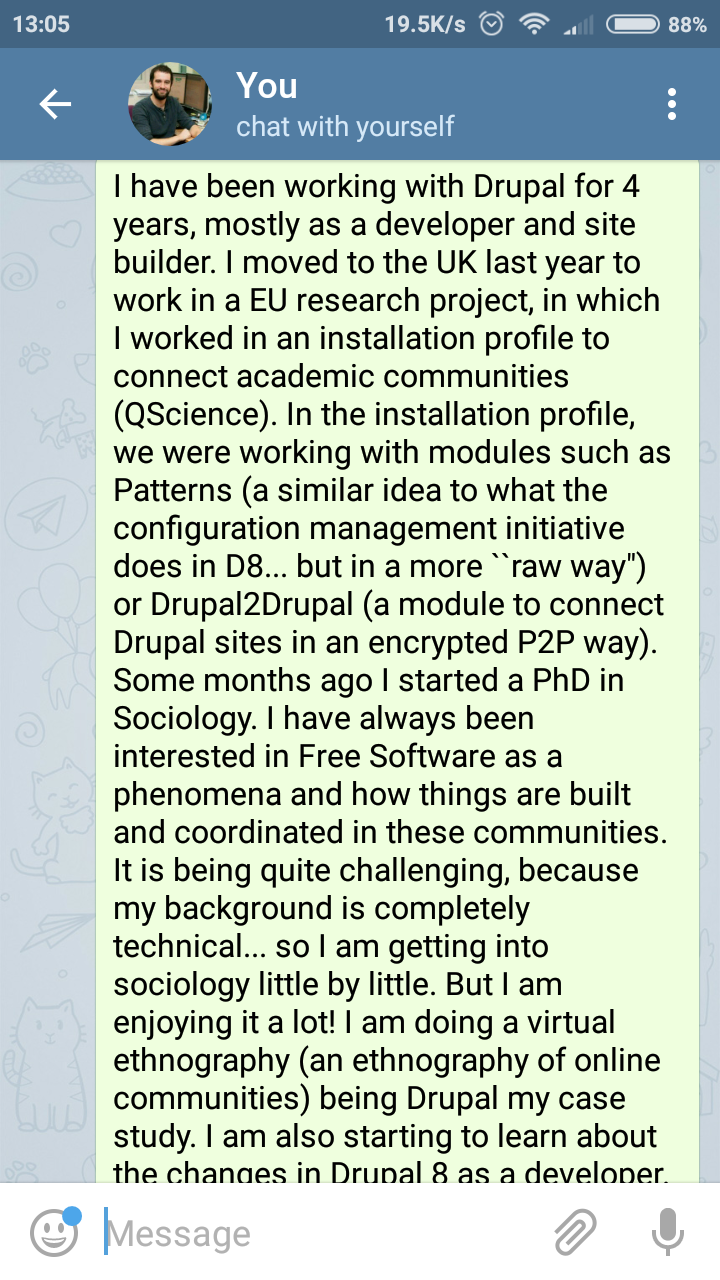 13:05
19.5K/s
88%
You
chat with yourself
I have been working with Drupal for 4
years, mostly as a developer and site
builder. I moved to the UK last year to
work in a EU research project, in which
I worked in an installation profile to
connect academic communities
(QScience). In the installation profile,
we were working with modules such as
Patterns (a similar idea to what the
configuration management initiative
does in D8... but in a more ``raw way")
or Drupal2Drupal (a module to connect
Drupal sites in an encrypted P2P way).
Some months ago I started a PhD in
Sociology. I have always been
interested in Free Software as a
phenomena and how things are built
and coordinated in these communities.
It is being quite challenging, because
my background is completely
technical... so I am getting into
sociology little by little. But I am
enjoying it a lot! I am doing a virtual
ethnography (an ethnography of online
communities) being Drupal my case
study. I am also starting to learn about
the changes in Drupal 8 as a developer.
Message